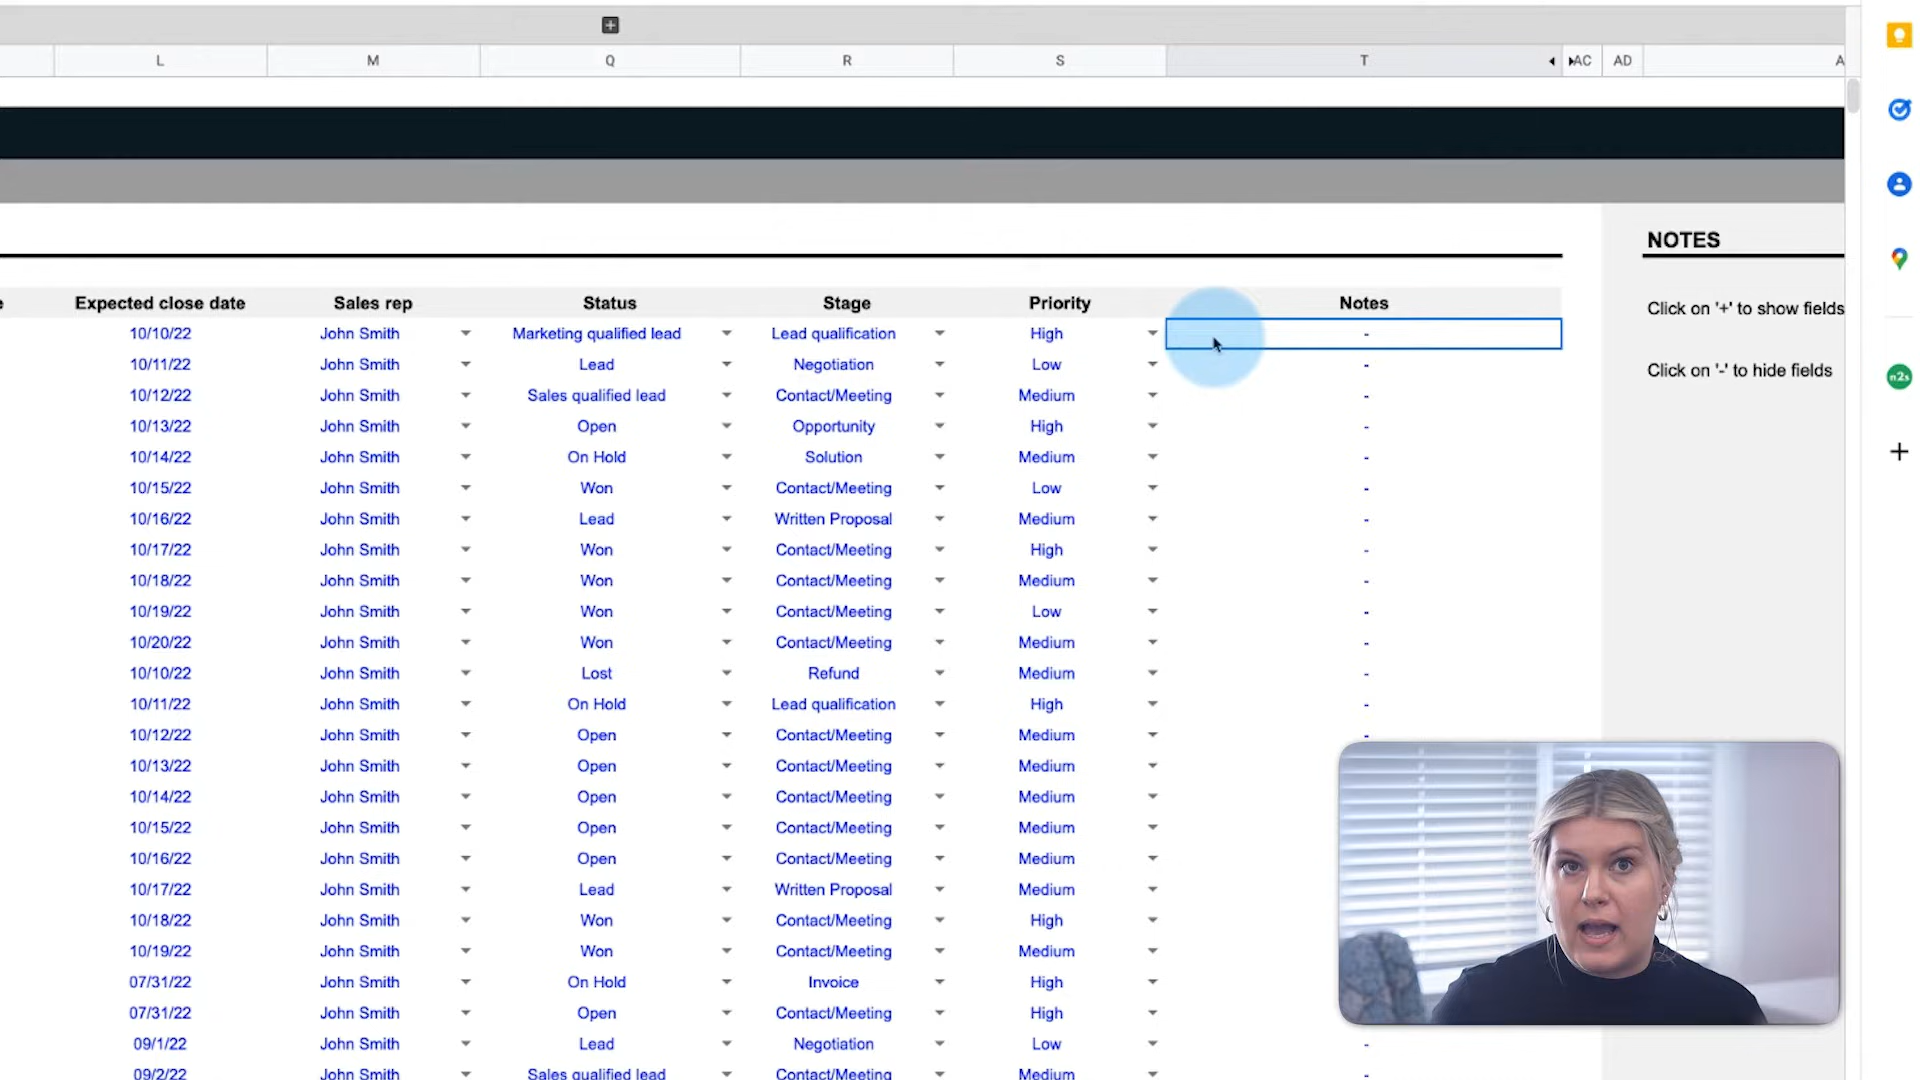 L M Q R S T AC AD A
NOTES
Expected close date Sales rep Status Stage Priority Notes
Click on '+' to show fields
10/10/22 John Smith Marketing qualified lead Lead qualification High -
10/11/22 John Smith Lead Negotiation Low -
Click on '-' to hide fields
10/12/22 John Smith Sales qualified lead Contact/Meeting Medium -
n2s
10/13/22 John Smith Open Opportunity High -
10/14/22 John Smith On Hold Solution Medium -
10/15/22 John Smith Won Contact/Meeting Low -
10/16/22 John Smith Lead Written Proposal Medium -
10/17/22 John Smith Won Contact/Meeting High -
10/18/22 John Smith Won Contact/Meeting Medium -
10/19/22 John Smith Won Contact/Meeting Low -
10/20/22 John Smith Won Contact/Meeting Medium -
10/10/22 John Smith Lost Refund Medium -
10/11/22 John Smith On Hold Lead qualification High -
10/12/22 John Smith Open Contact/Meeting Medium -
10/13/22 John Smith Open Contact/Meeting Medium
10/14/22 John Smith Open Contact/Meeting Medium
10/15/22 John Smith Open Contact/Meeting Medium
10/16/22 John Smith Open Contact/Meeting Medium
10/17/22 John Smith Lead Written Proposal Medium
10/18/22 John Smith Won Contact/Meeting High
10/19/22 John Smith Won Contact/Meeting Medium
07/31/22 John Smith On Hold Invoice High
07/31/22 John Smith Open Contact/Meeting High
09/1/22 John Smith Lead Negotiation Low -
09/2/22 John Smith Sales qualified lead Contact/Meeting Medium -